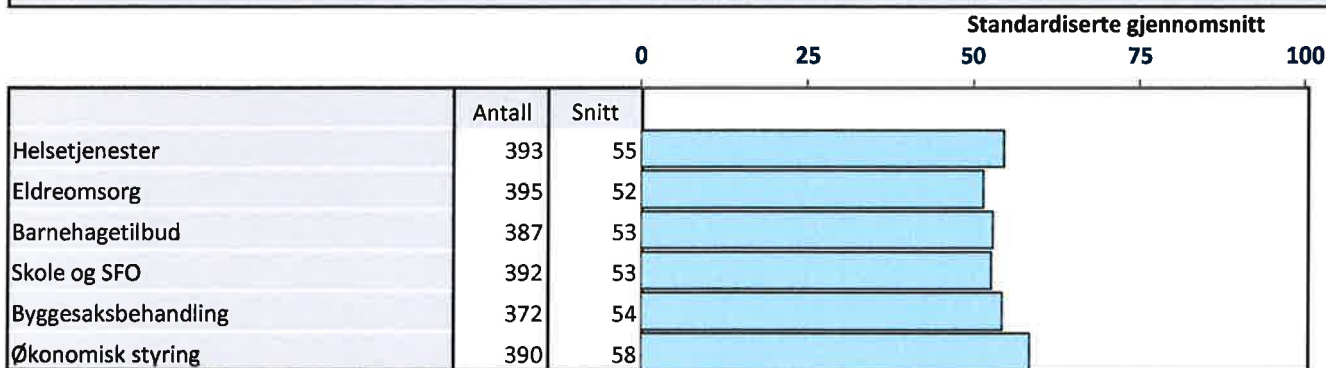 Standardiserte gjennomsnitt
0 25 50 75 100
Antall Snitt
Helsetjenester 393 55
Eldreomsorg 395 52
Barnehagetilbud 387 53
Skole og SFO 392 53
Byggesaksbehandling 372 54
Økonomisk styring 390 58